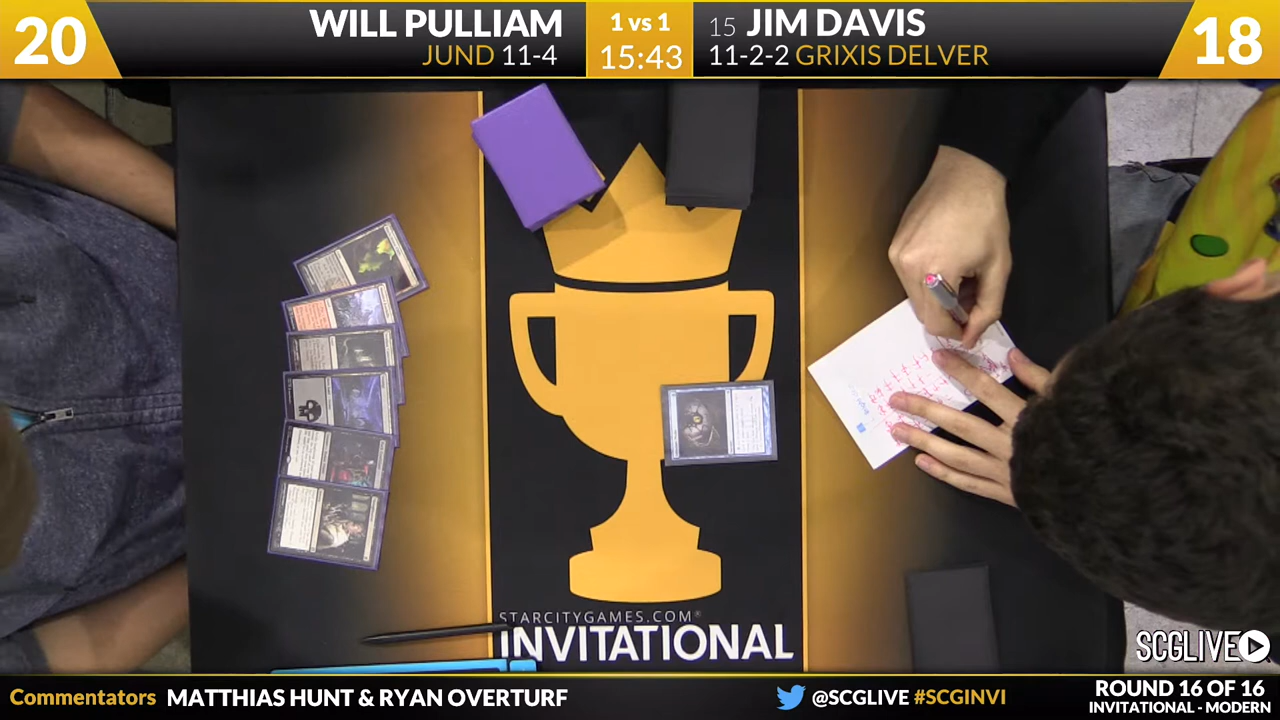 20
WILL PULLIAM
JUND 11-4
1 vs 1
15:43
15 JIM DAVIS
11-2-2 GRIXIS DELVER
18
STARCITYGAMES.COM®
INVITATIONAL
SCGLIVE
Commentators MATTHIAS HUNT & RYAN OVERTURF
@SCGLIVE #SCGINVI
ROUND 16 OF 16
INVITATIONAL - MODERN